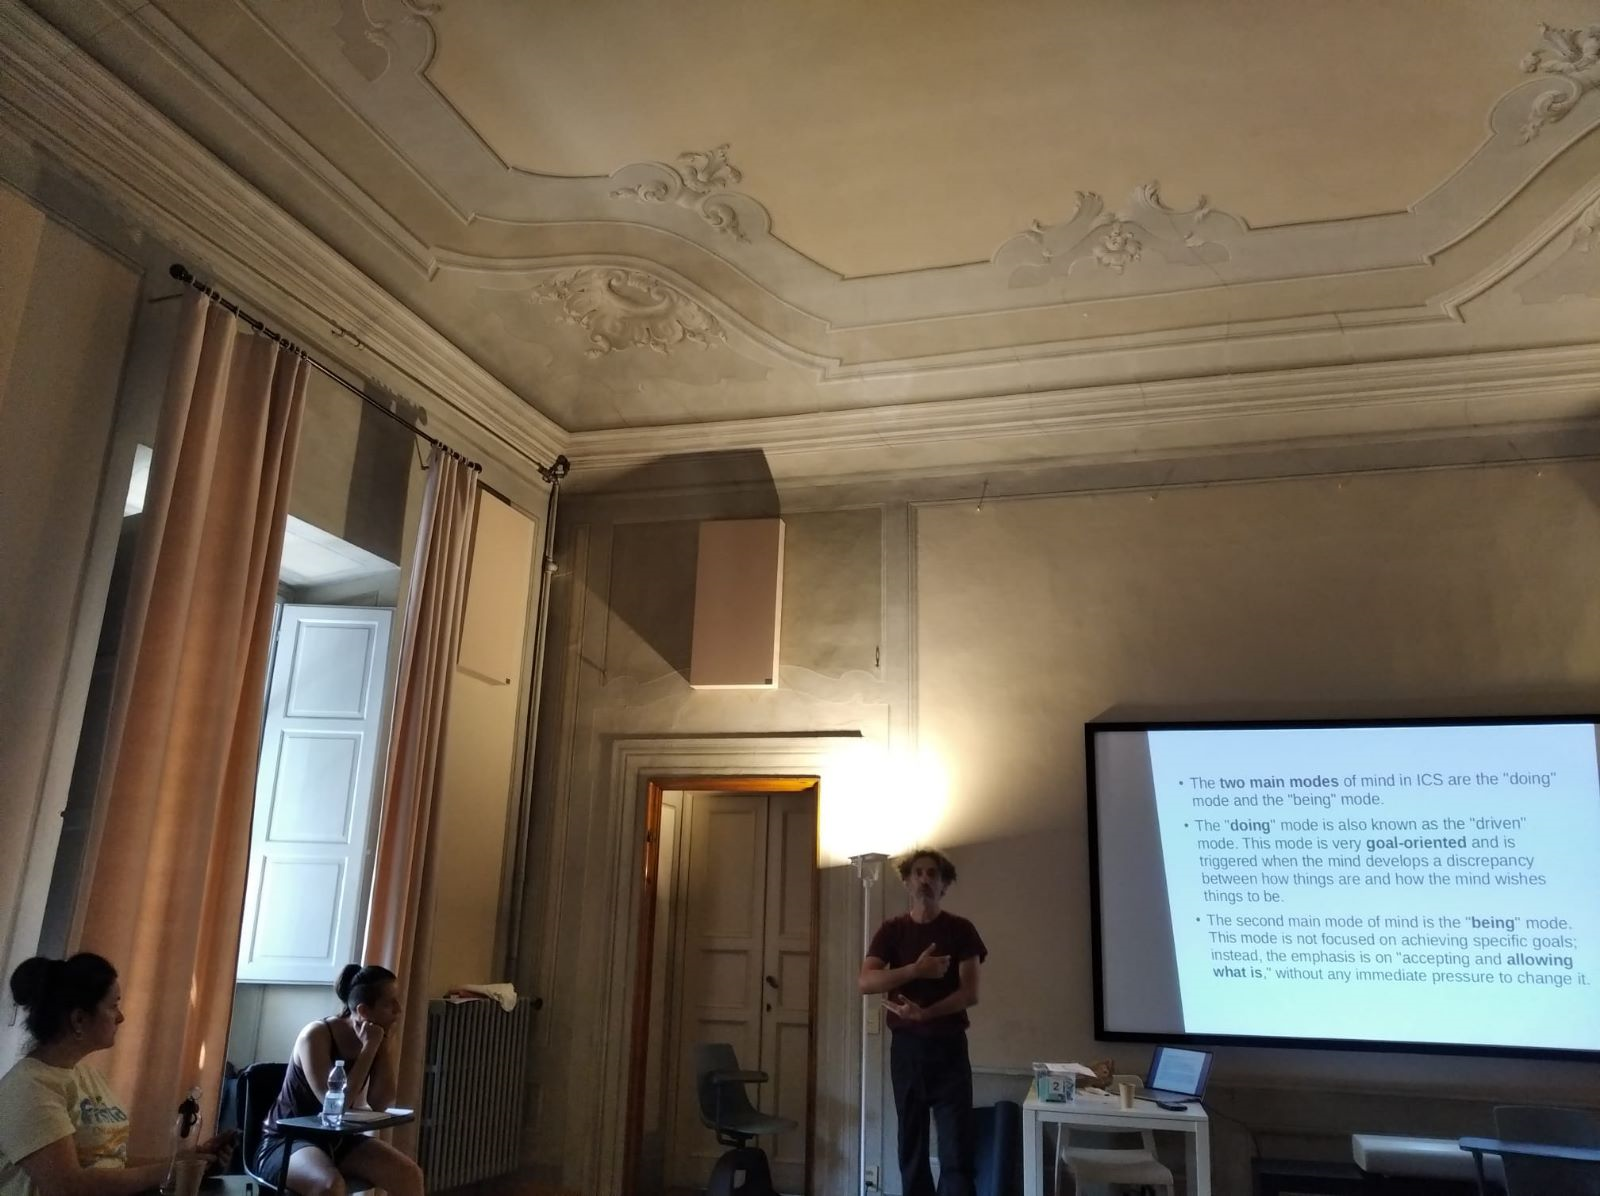 • The two main modes of mind in ICS are the "doing"
mode and the "being" mode.
• The "doing" mode is also known as the "driven"
mode. This mode is very goal-oriented and is
triggered when the mind develops a discrepancy
between how things are and how the mind wishes
things to be.
• The second main mode of mind is the "being" mode.
This mode is not focused on achieving specific goals;
instead, the emphasis is on "accepting and allowing
what is," without any immediate pressure to change it.
2